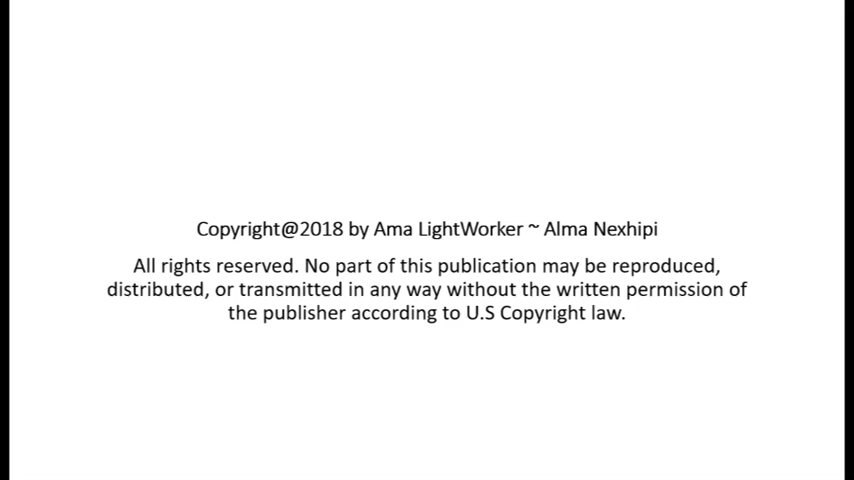 Copyright@2018 by Ama LightWorker ~ Alma Nexhipi
All rights reserved. No part of this publication may be reproduced,
distributed, or transmitted in any way without the written permission of
the publisher according to U.S Copyright law.